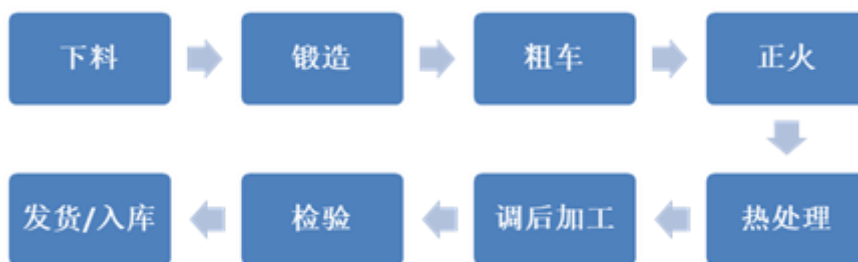 下料
锻造
粗车
正火
热处理
调后加工
检验
发货/入库